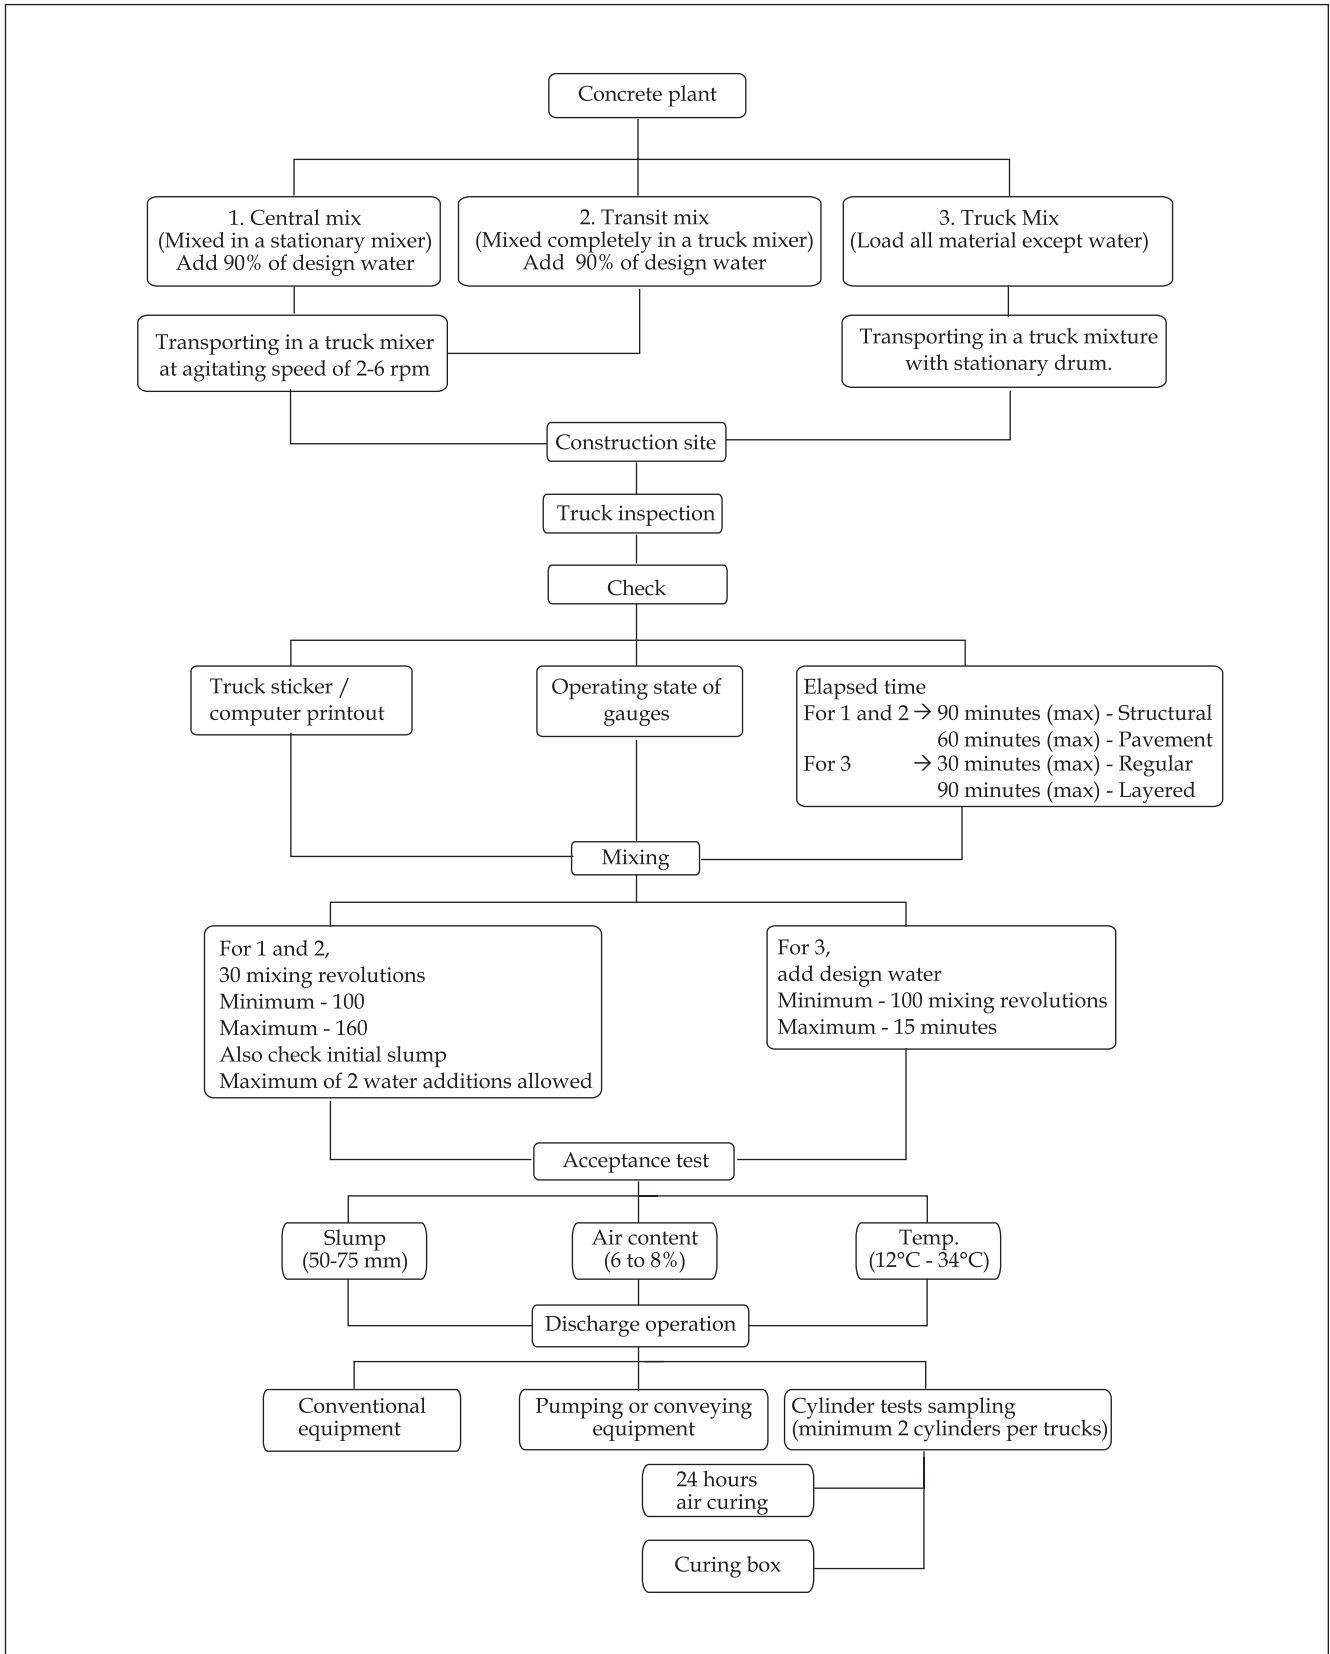 Concrete plant
1. Central mix
(Mixed in a stationary mixer)
Add 90% of design water
2. Transit mix
(Mixed completely in a truck mixer)
Add 90% of design water
3. Truck Mix
(Load all material except water)
Transporting in a truck mixer
at agitating speed of 2-6 rpm
Transporting in a truck mixture
with stationary drum.
Construction site
Truck inspection
Check
Truck sticker /
computer printout
Operating state of
gauges
Elapsed time
For 1 and 2 → 90 minutes (max) - Structural
60 minutes (max) - Pavement
For 3 → 30 minutes (max) - Regular
90 minutes (max) - Layered
Mixing
For 1 and 2,
30 mixing revolutions
Minimum - 100
Maximum - 160
Also check initial slump
Maximum of 2 water additions allowed
For 3,
add design water
Minimum - 100 mixing revolutions
Maximum - 15 minutes
Acceptance test
Slump
(50-75 mm)
Air content
(6 to 8%)
Temp.
(12°C - 34°C)
Discharge operation
Conventional
equipment
Pumping or conveying
equipment
Cylinder tests sampling
(minimum 2 cylinders per trucks)
24 hours
air curing
Curing box